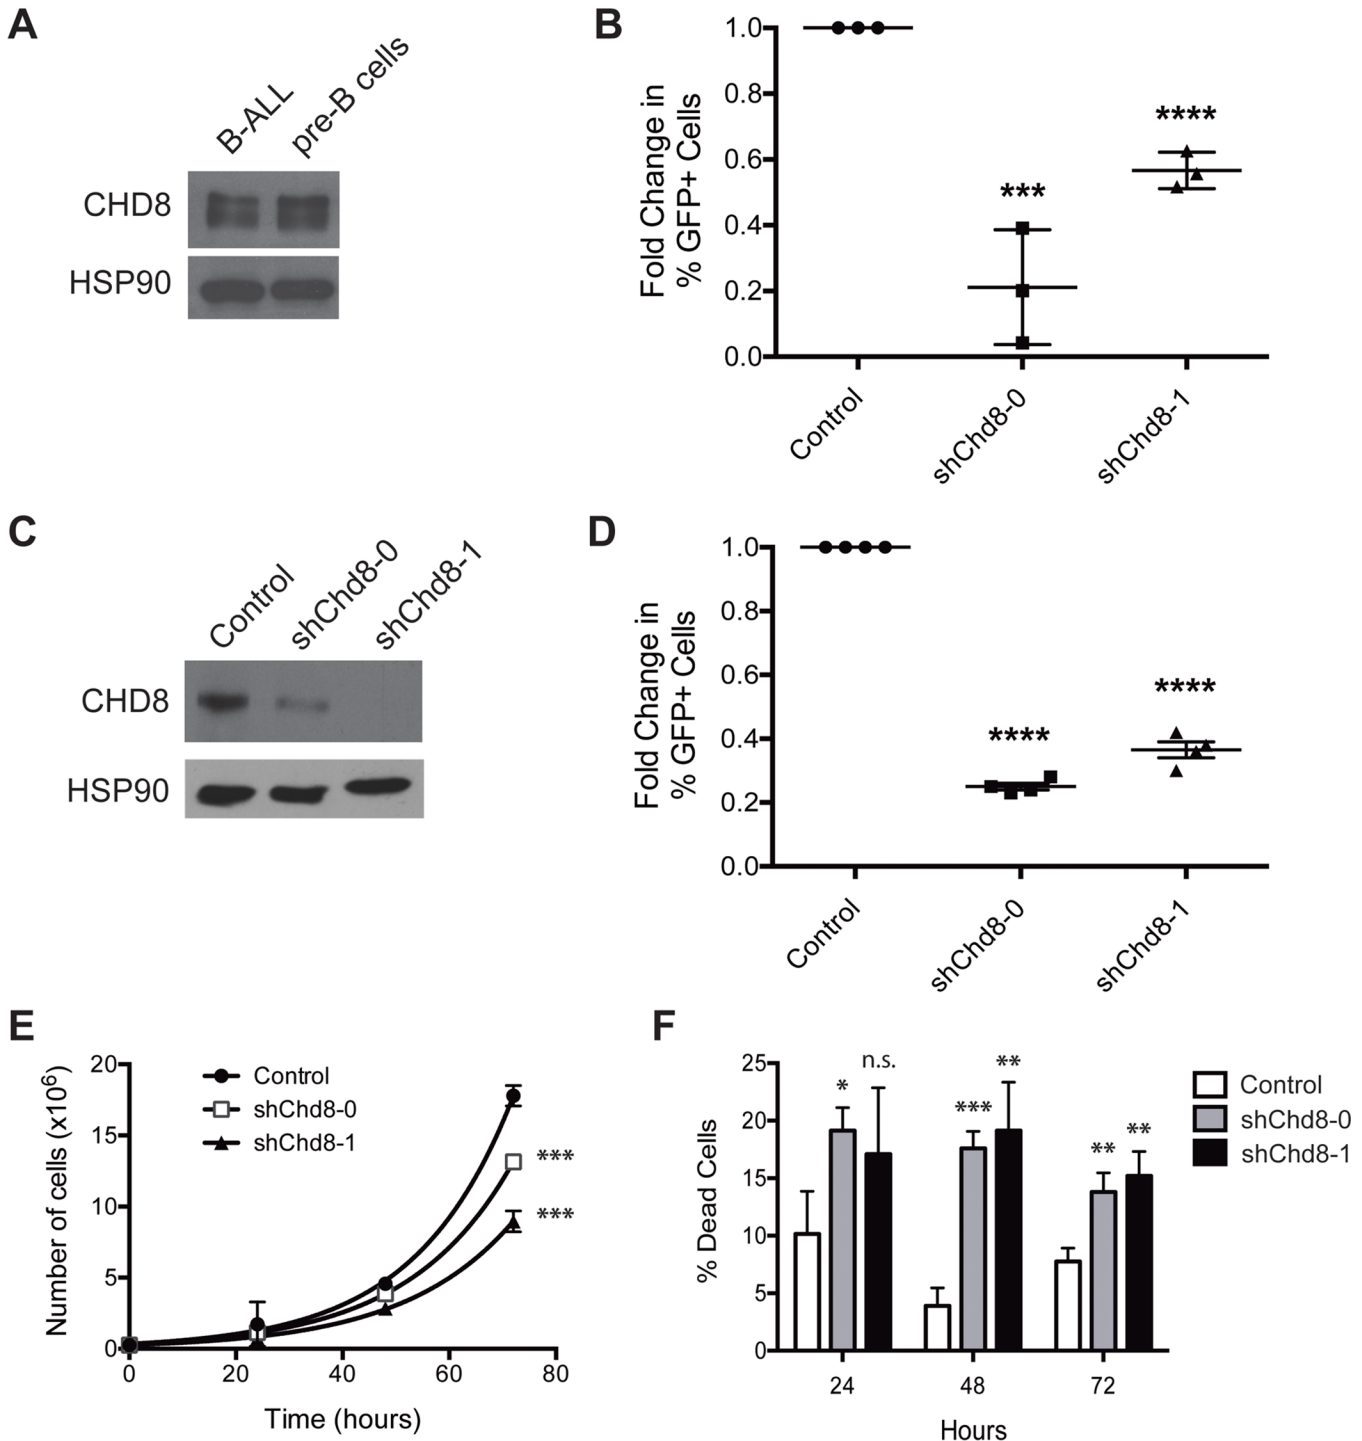 A
B-ALL
pre-B cells
CHD8
HSP90
B
Fold Change in
% GFP+ Cells
1.0
0.8
0.6
0.4
0.2
0.0
***
****
Control
shChd8-0
shChd8-1
C
Control
shChd8-0
shChd8-1
CHD8
HSP90
D
Fold Change in
% GFP+ Cells
1.0
0.8
0.6
0.4
0.2
0.0
****
****
Control
shChd8-0
shChd8-1
E
Number of cells (x10⁶)
20
15
10
5
0
Control
shChd8-0
shChd8-1
***
***
0 20 40 60 80
Time (hours)
F
% Dead Cells
25
20
15
10
5
0
* n.s. *** ** ** **
Control
shChd8-0
shChd8-1
24 48 72
Hours